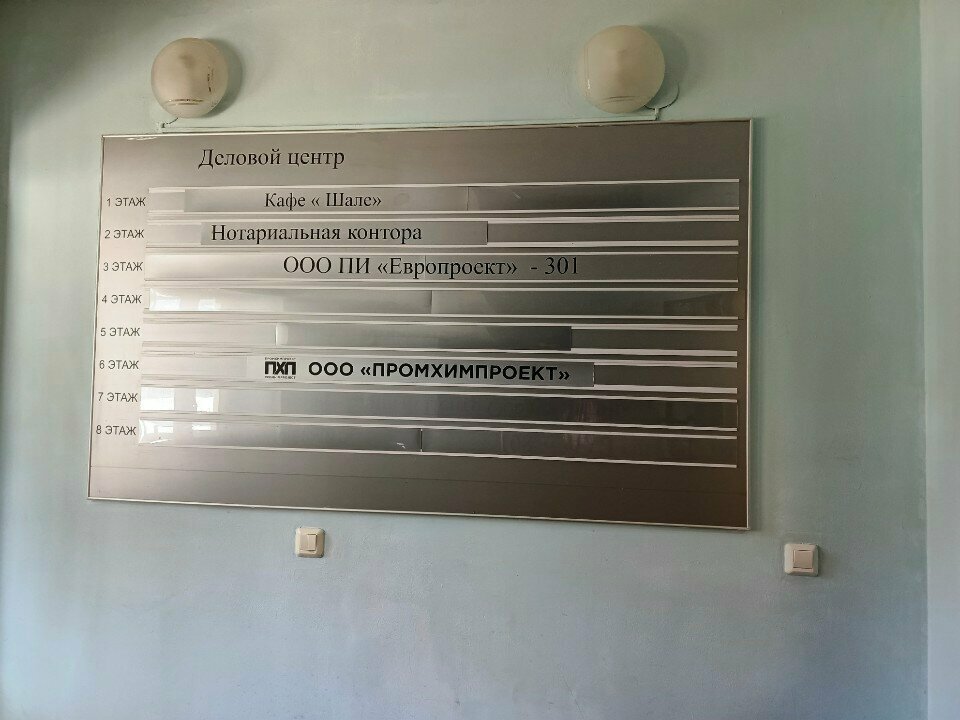 Деловой центр
1 ЭТАЖ Кафе « Шале»
2 ЭТАЖ Нотариальная контора
3 ЭТАЖ ООО ПИ «Европроект» - 301
4 ЭТАЖ
5 ЭТАЖ
6 ЭТАЖ ПХП ООО «ПРОМХИМПРОЕКТ»
7 ЭТАЖ
8 ЭТАЖ